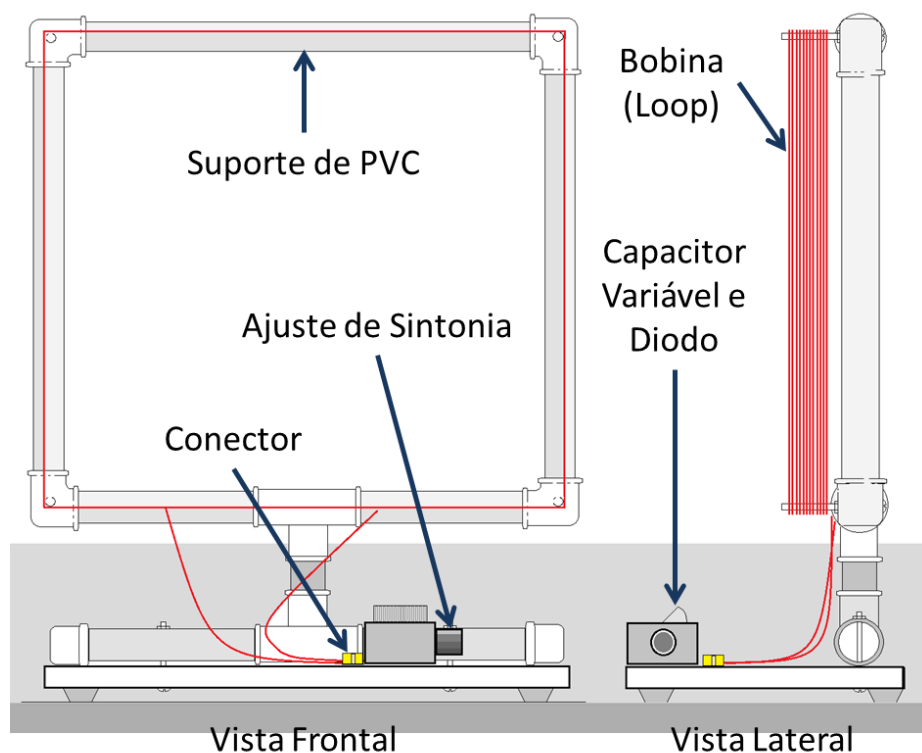 Bobina
(Loop)
Suporte de PVC
Capacitor
Variável e
Diodo
Ajuste de Sintonia
Conector
Vista Frontal
Vista Lateral